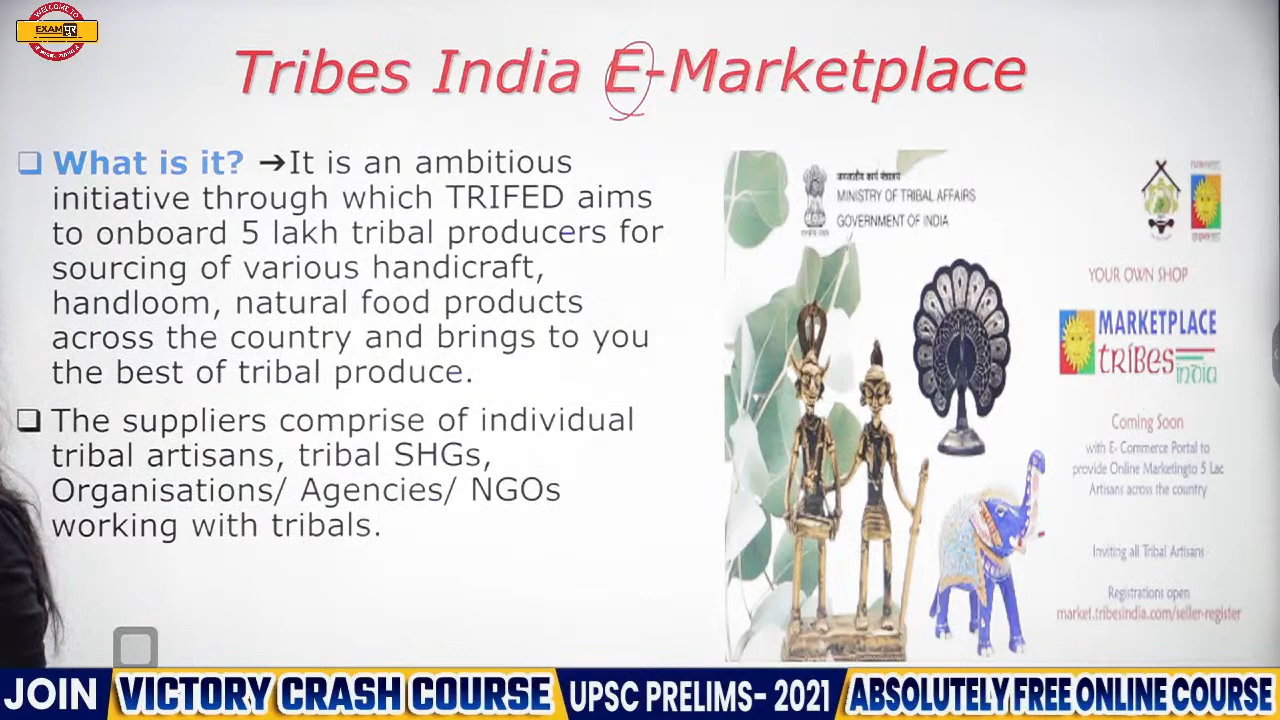 WELCOME TO
EXAMपुर
Tribes India E-Marketplace
What is it? ➔It is an ambitious
initiative through which TRIFED aims
to onboard 5 lakh tribal producers for
sourcing of various handicraft,
handloom, natural food products
across the country and brings to you
the best of tribal produce.
The suppliers comprise of individual
tribal artisans, tribal SHGs,
Organisations/ Agencies/ NGOs
working with tribals.
जनजातीय कार्य मंत्रालय
MINISTRY OF TRIBAL AFFAIRS
GOVERNMENT OF INDIA
YOUR OWN SHOP
MARKETPLACE
tribes
india
Coming Soon
with E- Commerce Portal to
provide Online Marketingto 5 Lac
Artisans across the country
Inviting all Tribal Artisans
Registrations open
market.tribesindia.com/seller-register
JOIN VICTORY CRASH COURSE UPSC PRELIMS- 2021 ABSOLUTELY FREE ONLINE COURSE